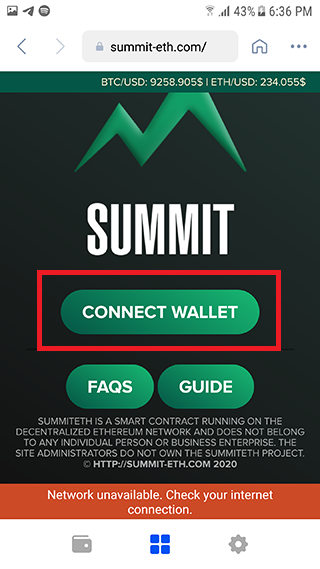 43% 6:36 PM
summit-eth.com/
BTC/USD: 9258.905$ | ETH/USD: 234.055$
SUMMIT
CONNECT WALLET
FAQS GUIDE
SUMMITETH IS A SMART CONTRACT RUNNING ON THE
DECENTRALIZED ETHEREUM NETWORK AND DOES NOT BELONG
TO ANY INDIVIDUAL PERSON OR BUSINESS ENTERPRISE. THE
SITE ADMINISTRATORS DO NOT OWN THE SUMMITETH PROJECT.
© HTTP://SUMMIT-ETH.COM 2020
Network unavailable. Check your internet
connection.